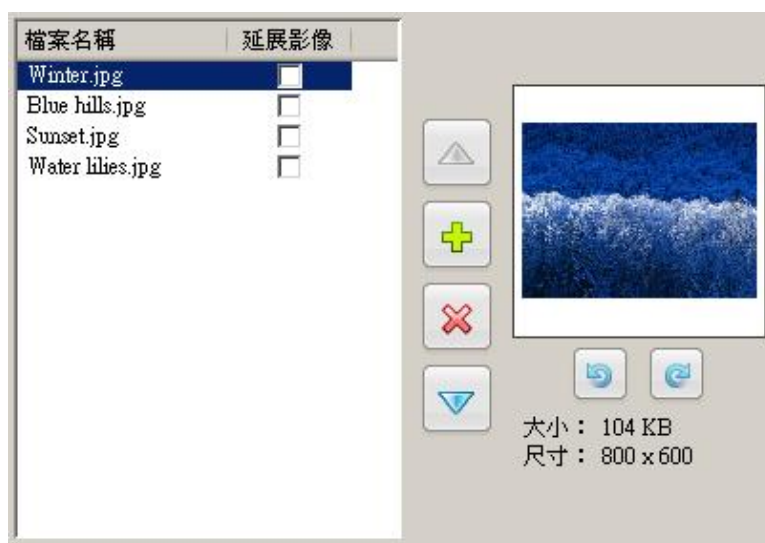 檔案名稱 延展影像
Winter.jpg
Blue hills.jpg
Sunset.jpg
Water lilies.jpg
大小： 104 KB
尺寸： 800 x 600